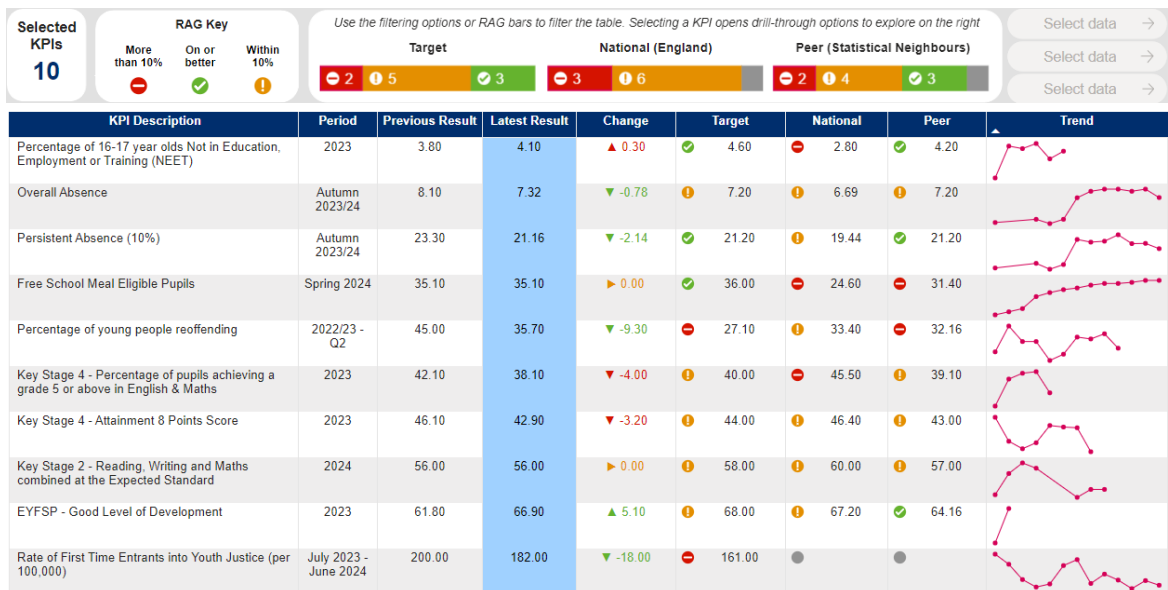 Selected
KPIs
10
RAG Key
More
than 10%
On or
better
Within
10%
Use the filtering options or RAG bars to filter the table. Selecting a KPI opens drill-through options to explore on the right
Target
2 5 3
National (England)
3 6
Peer (Statistical Neighbours)
2 4 3
Select data
Select data
Select data
KPI Description Period Previous Result Latest Result Change Target National Peer Trend
Percentage of 16-17 year olds Not in Education, 2023 3.80 4.10 ▲ 0.30 4.60 2.80 4.20
Employment or Training (NEET)
Overall Absence Autumn 8.10 7.32 ▼ -0.78 7.20 6.69 7.20
2023/24
Persistent Absence (10%) Autumn 23.30 21.16 ▼ -2.14 21.20 19.44 21.20
2023/24
Free School Meal Eligible Pupils Spring 2024 35.10 35.10 ▶ 0.00 36.00 24.60 31.40
Percentage of young people reoffending 2022/23 - 45.00 35.70 ▼ -9.30 27.10 33.40 32.16
Q2
Key Stage 4 - Percentage of pupils achieving a 2023 42.10 38.10 ▼ -4.00 40.00 45.50 39.10
grade 5 or above in English & Maths
Key Stage 4 - Attainment 8 Points Score 2023 46.10 42.90 ▼ -3.20 44.00 46.40 43.00
Key Stage 2 - Reading, Writing and Maths 2024 56.00 56.00 ▶ 0.00 58.00 60.00 57.00
combined at the Expected Standard
EYFSP - Good Level of Development 2023 61.80 66.90 ▲ 5.10 68.00 67.20 64.16
Rate of First Time Entrants into Youth Justice (per July 2023 - 200.00 182.00 ▼ -18.00 161.00
100,000) June 2024